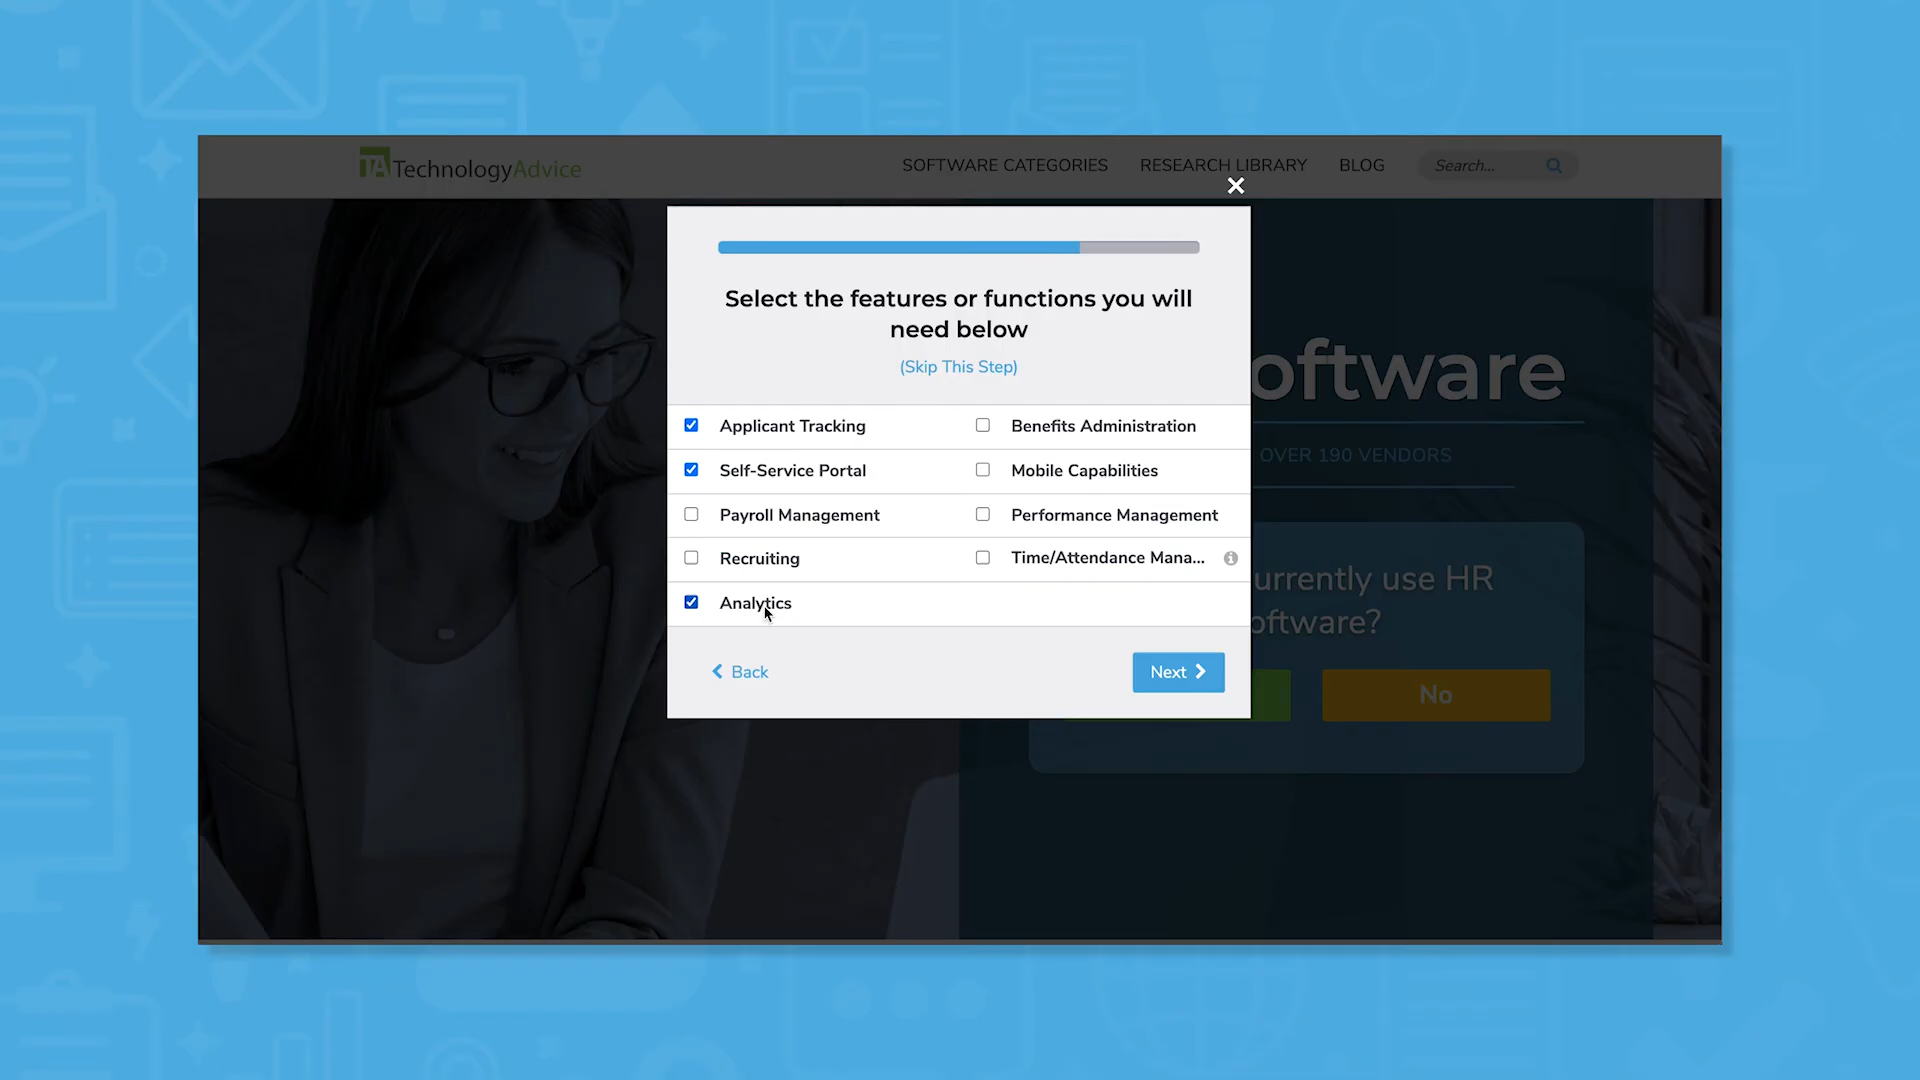 TA TechnologyAdvice
SOFTWARE CATEGORIES
RESEARCH LIBRARY
BLOG
Search...
Select the features or functions you will
need below
(Skip This Step)
Applicant Tracking
Benefits Administration
Self-Service Portal
Mobile Capabilities
Payroll Management
Performance Management
Recruiting
Time/Attendance Mana...
Analytics
Back
Next
oftware
OVER 190 VENDORS
urrently use HR
oftware?
No